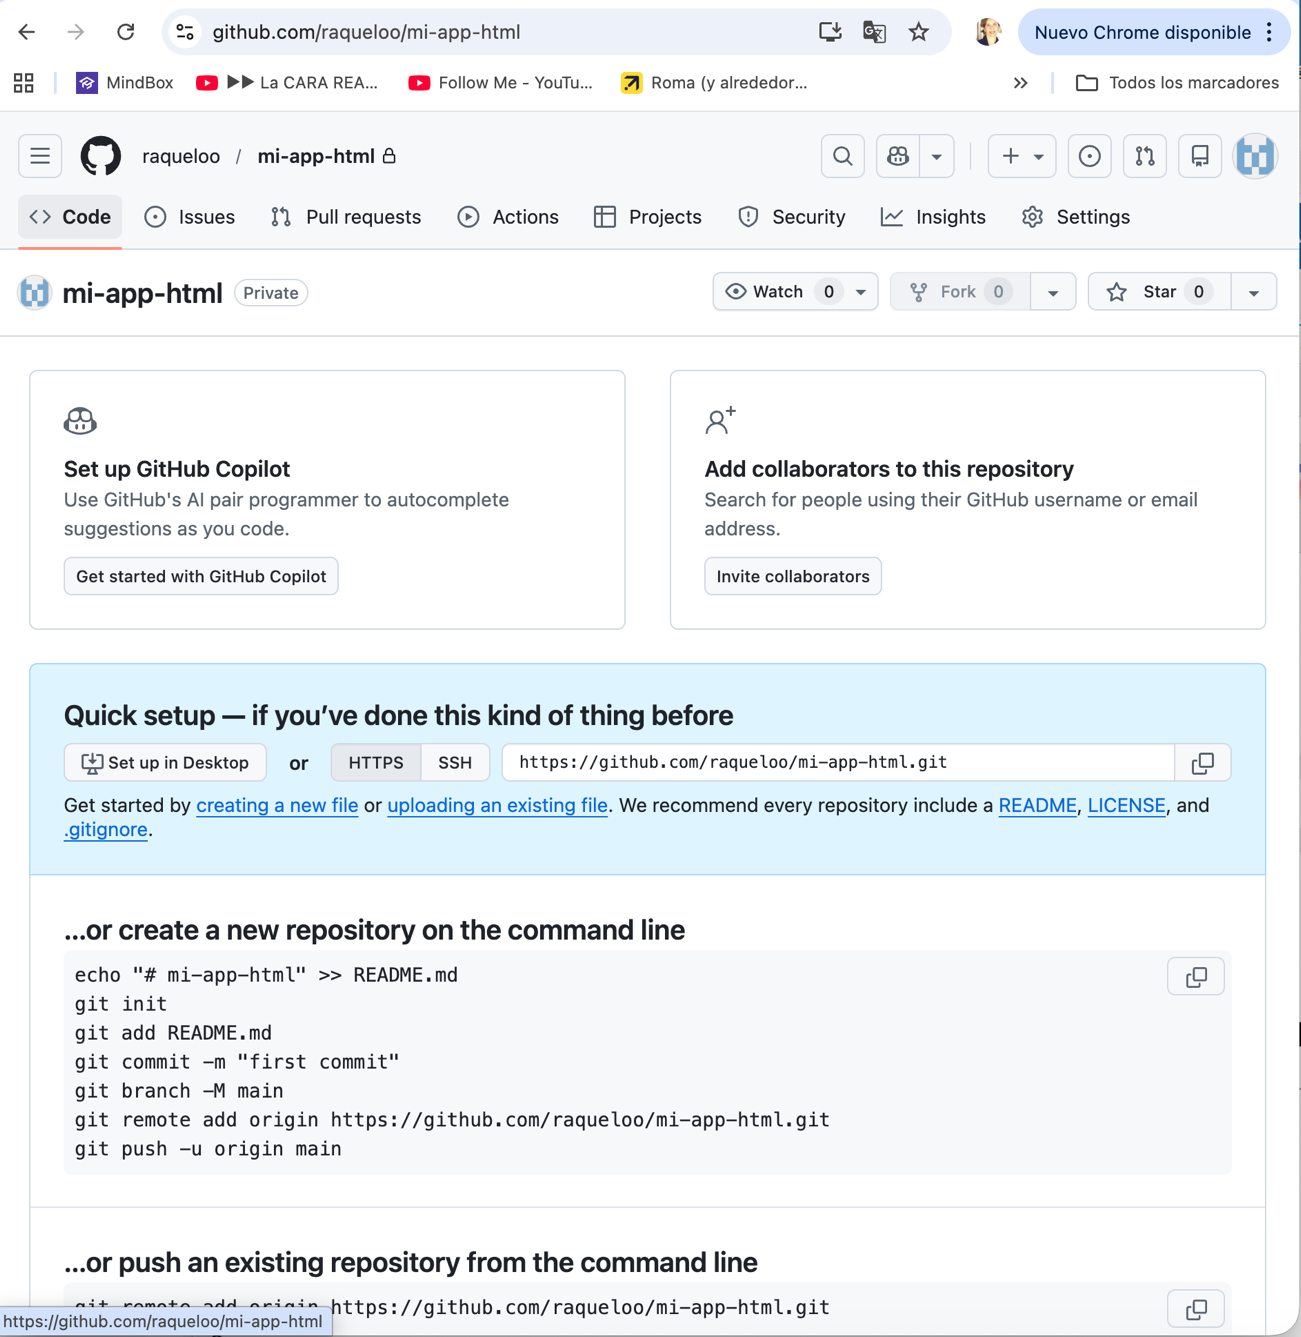 github.com/raqueloo/mi-app-html
Nuevo Chrome disponible
MindBox
La CARA REA...
Follow Me - YouTu...
Roma (y alrededor...
»
Todos los marcadores
raqueloo / mi-app-html
Code
Issues
Pull requests
Actions
Projects
Security
Insights
Settings
mi-app-html Private
Watch 0
Fork 0
Star 0
Set up GitHub Copilot
Use GitHub's AI pair programmer to autocomplete
suggestions as you code.
Get started with GitHub Copilot
Add collaborators to this repository
Search for people using their GitHub username or email
address.
Invite collaborators
Quick setup — if you’ve done this kind of thing before
Set up in Desktop or HTTPS SSH https://github.com/raqueloo/mi-app-html.git
Get started by creating a new file or uploading an existing file. We recommend every repository include a README, LICENSE, and
.gitignore.
…or create a new repository on the command line
echo "# mi-app-html" >> README.md
git init
git add README.md
git commit -m "first commit"
git branch -M main
git remote add origin https://github.com/raqueloo/mi-app-html.git
git push -u origin main
…or push an existing repository from the command line
git remote add origin https://github.com/raqueloo/mi-app-html.git
https://github.com/raqueloo/mi-app-html